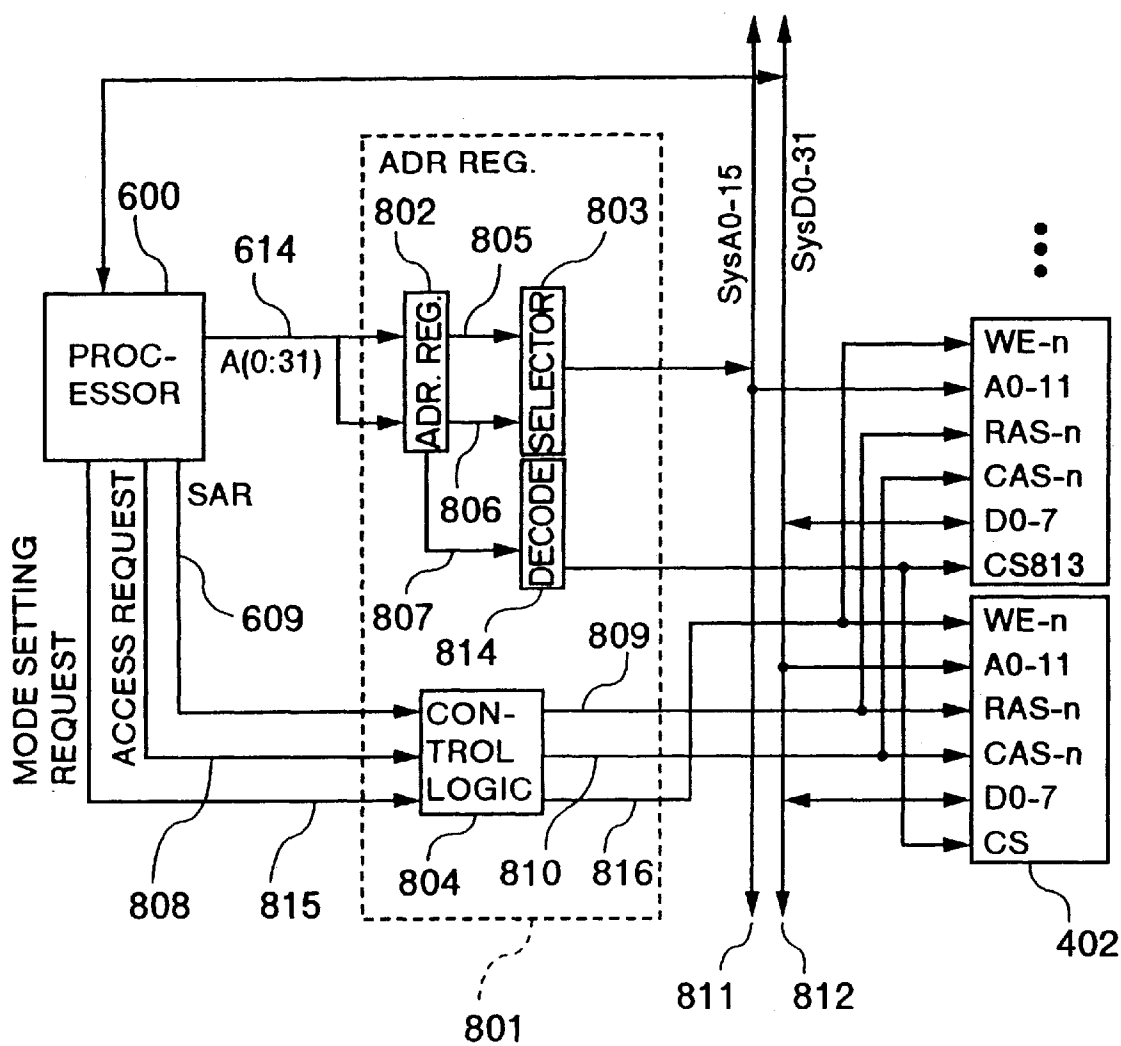 ADR REG.
600
614
802
805
803
SysA0-15
SysD0-31
PROC-
ESSOR
A(0:31)
ADR. REG.
SELECTOR
DECODE
806
807
814
SAR
609
MODE SETTING
REQUEST
ACCESS REQUEST
809
CON-
TROL
LOGIC
808
815
804
810
816
801
811
812
WE-n
A0-11
RAS-n
CAS-n
D0-7
CS813
WE-n
A0-11
RAS-n
CAS-n
D0-7
CS
402